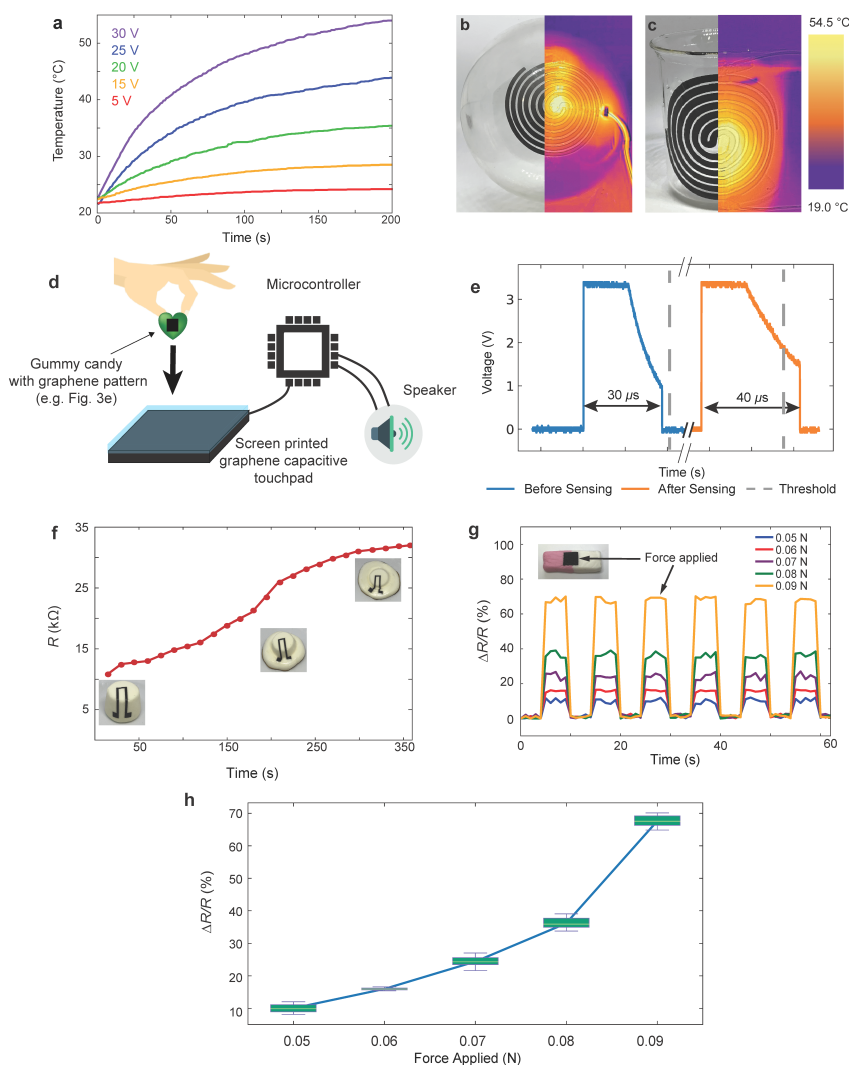 a
30 V
25 V
20 V
15 V
5 V
Temperature (°C)
50
40
30
20
0
50
100
150
200
Time (s)
b
c
54.5 °C
19.0 °C
d
Microcontroller
Gummy candy
with graphene pattern
(e.g. Fig. 3e)
Speaker
Screen printed
graphene capacitive
touchpad
e
Voltage (V)
3
2
1
0
30 µs
40 µs
Time (s)
Before Sensing
After Sensing
Threshold
f
R (kΩ)
35
25
15
5
50
150
250
350
Time (s)
g
ΔR/R (%)
100
80
60
40
20
0
Force applied
0.05 N
0.06 N
0.07 N
0.08 N
0.09 N
0
20
40
60
Time (s)
h
ΔR/R (%)
70
60
50
40
30
20
10
0.05
0.06
0.07
0.08
0.09
Force Applied (N)